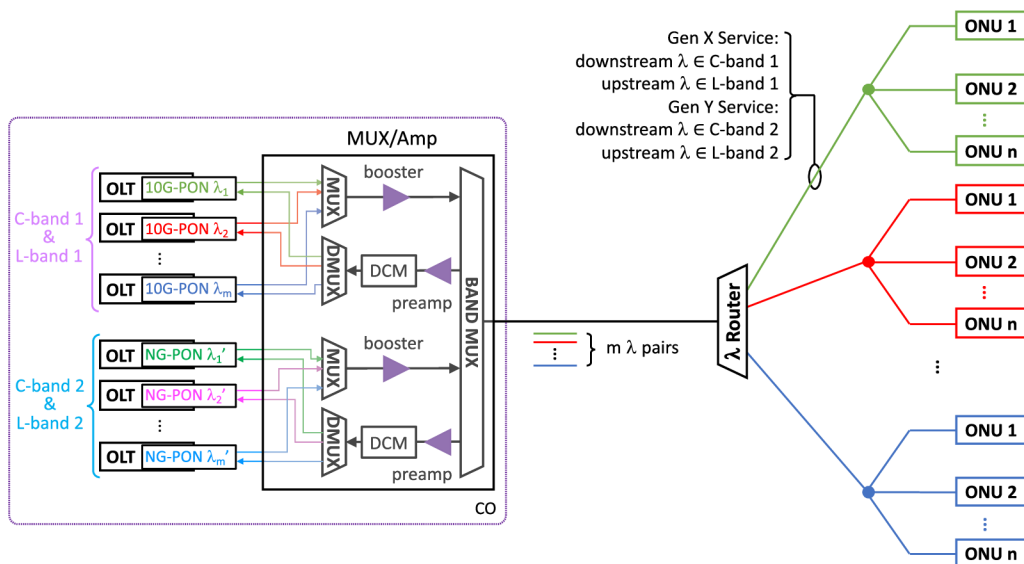 Gen X Service:
downstream λ ∈ C-band 1
upstream λ ∈ L-band 1
Gen Y Service:
downstream λ ∈ C-band 2
upstream λ ∈ L-band 2
MUX/Amp
C-band 1
&
L-band 1
OLT 10G-PON λ1
OLT 10G-PON λ2
⋮
OLT 10G-PON λm
MUX
booster
DMUX
DCM
preamp
C-band 2
&
L-band 2
OLT NG-PON λ1′
OLT NG-PON λ2′
⋮
OLT NG-PON λm′
MUX
booster
DMUX
DCM
preamp
BAND MUX
CO
⋮
m λ pairs
λ Router
ONU 1
ONU 2
⋮
ONU n
ONU 1
ONU 2
⋮
ONU n
⋮
ONU 1
ONU 2
⋮
ONU n